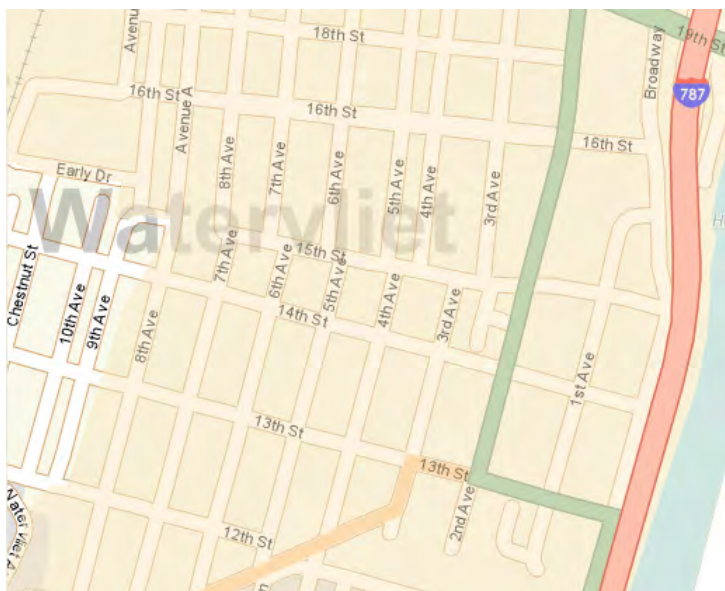 18th St
19th St
Broadway
787
16th St
Avenue A
16th St
16th St
8th Ave
7th Ave
6th Ave
5th Ave
4th Ave
3rd Ave
Early Dr
Watervliet
15th St
Chestnut St
10th Ave
9th Ave
8th Ave
7th Ave
6th Ave
5th Ave
4th Ave
3rd Ave
14th St
1st Ave
13th St
13th St
2nd Ave
12th St